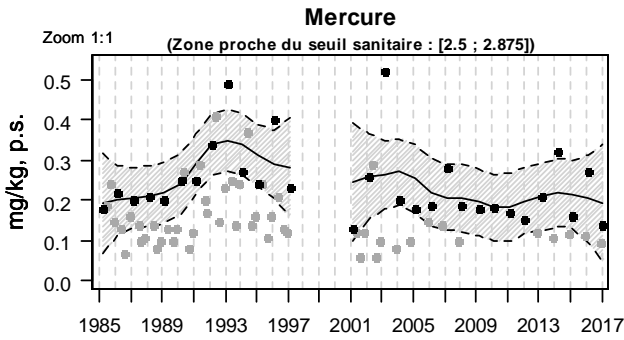 Mercure
Zoom 1:1
(Zone proche du seuil sanitaire : [2.5 ; 2.875])
mg/kg, p.s.
0.5
0.4
0.3
0.2
0.1
0.0
1985 1989 1993 1997 2001 2005 2009 2013 2017